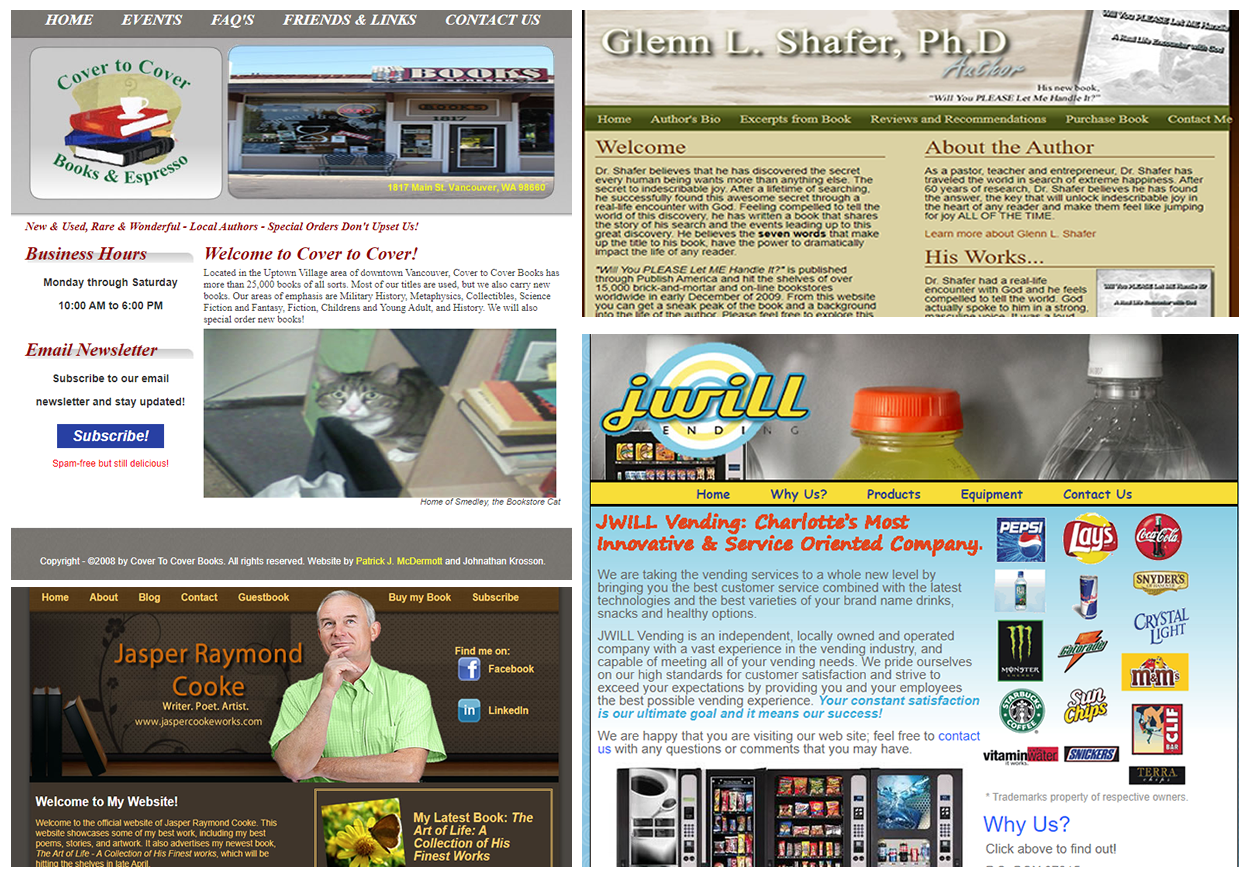 HOME EVENTS FAQ'S FRIENDS & LINKS CONTACT US
Cover to Cover
Books & Espresso
BOOKS
BOOKS
1817
1817 Main St. Vancouver, WA 98660
New & Used, Rare & Wonderful - Local Authors - Special Orders Don't Upset Us!
Business Hours
Monday through Saturday
10:00 AM to 6:00 PM
Email Newsletter
Subscribe to our email
newsletter and stay updated!
Subscribe!
Spam-free but still delicious!
Welcome to Cover to Cover!
Located in the Uptown Village area of downtown Vancouver, Cover to Cover Books has
more than 25,000 books of all sorts. Most of our titles are used, but we also carry new
books. Our areas of emphasis are Military History, Metaphysics, Collectibles, Science
Fiction and Fantasy, Fiction, Childrens and Young Adult, and History. We will also
special order new books!
Home of Smedley, the Bookstore Cat
Copyright - ©2008 by Cover To Cover Books. All rights reserved. Website by Patrick J. McDermott and Johnathan Krosson.
Glenn L. Shafer, Ph.D
Author
Will You PLEASE Let Me Handle
A Real Life Encounter with God
His new book,
"Will You PLEASE Let Me Handle It?"
Home Author's Bio Excerpts from Book Reviews and Recommendations Purchase Book Contact Me
Welcome
Dr. Shafer believes that he has discovered the secret
every human being wants more than anything else. The
secret to indescribable joy. After a lifetime of searching,
he successfully found this awesome secret through a
real-life encounter with God. Feeling compelled to tell the
world of this discovery, he has written a book that shares
the story of his search and the events leading up to this
great discovery. He believes the seven words that make
up the title to his book, have the power to dramatically
impact the life of any reader.
"Will You PLEASE Let ME Handle It?" is published
through Publish America and hit the shelves of over
15,000 brick-and-mortar and on-line bookstores
worldwide in early December of 2009. From this website
you can get a sneak peak of the book and a background
into the life of the author. Please feel free to explore this
About the Author
As a pastor, teacher and entrepreneur, Dr. Shafer has
traveled the world in search of extreme happiness. After
60 years of research, Dr. Shafer believes he has found
the answer, the key that will unlock indescribable joy in
the heart of any reader and make them feel like jumping
for joy ALL OF THE TIME.
Learn more about Glenn L. Shafer
His Works...
Dr. Shafer had a real-life
encounter with God and he feels
compelled to tell the world. God
actually spoke to him in a strong,
masculine voice. It was a loud
Will You PLEASE Let ME Handle It?
A Real Life Encounter with God
Home About Blog Contact Guestbook Buy my Book Subscribe
Jasper Raymond
Cooke
Writer. Poet. Artist.
www.jaspercookeworks.com
Find me on:
Facebook
in LinkedIn
Welcome to My Website!
Welcome to the official website of Jasper Raymond Cooke. This
website showcases some of my best work, including my best
poems, stories, and artwork. It also advertises my newest book,
The Art of Life - A Collection of His Finest works, which will be
hitting the shelves in late April.
My Latest Book: The
Art of Life: A
Collection of His
Finest Works
jwill
ENDING
Home Why Us? Products Equipment Contact Us
JWILL Vending: Charlotte's Most
Innovative & Service Oriented Company.
We are taking the vending services to a whole new level by
bringing you the best customer service combined with the latest
technologies and the best varieties of your brand name drinks,
snacks and healthy options.
JWILL Vending is an independent, locally owned and operated
company with a vast experience in the vending industry, and
capable of meeting all of your vending needs. We pride ourselves
on our high standards for customer satisfaction and strive to
exceed your expectations by providing you and your employees
the best possible vending experience. Your constant satisfaction
is our ultimate goal and it means our success!
We are happy that you are visiting our web site; feel free to contact
us with any questions or comments that you may have.
PEPSI Lay's Coca-Cola
Red Bull SNYDER'S
CRYSTAL LIGHT
MONSTER Gatorade m&m's
STARBUCKS COFFEE Sun Chips CLIF BAR
vitaminwater SNICKERS
it works.
TERRA chips
* Trademarks property of respective owners.
Why Us?
Click above to find out!